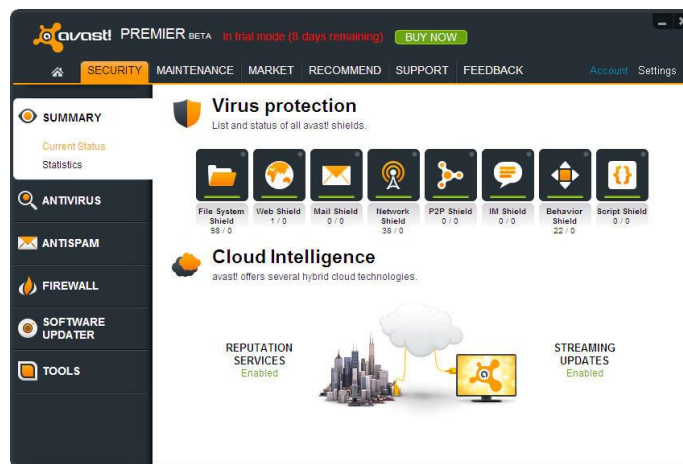 avast! PREMIER BETA In trial mode (8 days remaining) BUY NOW
SECURITY MAINTENANCE MARKET RECOMMEND SUPPORT FEEDBACK Account Settings
SUMMARY
Current Status
Statistics
ANTIVIRUS
ANTISPAM
FIREWALL
SOFTWARE
UPDATER
TOOLS
Virus protection
List and status of all avast! shields.
File System Shield
98 / 0
Web Shield
1 / 0
Mail Shield
0 / 0
Network Shield
38 / 0
P2P Shield
0 / 0
IM Shield
0 / 0
Behavior Shield
22 / 0
Script Shield
0 / 0
Cloud Intelligence
avast! offers several hybrid cloud technologies.
REPUTATION
SERVICES
Enabled
STREAMING
UPDATES
Enabled